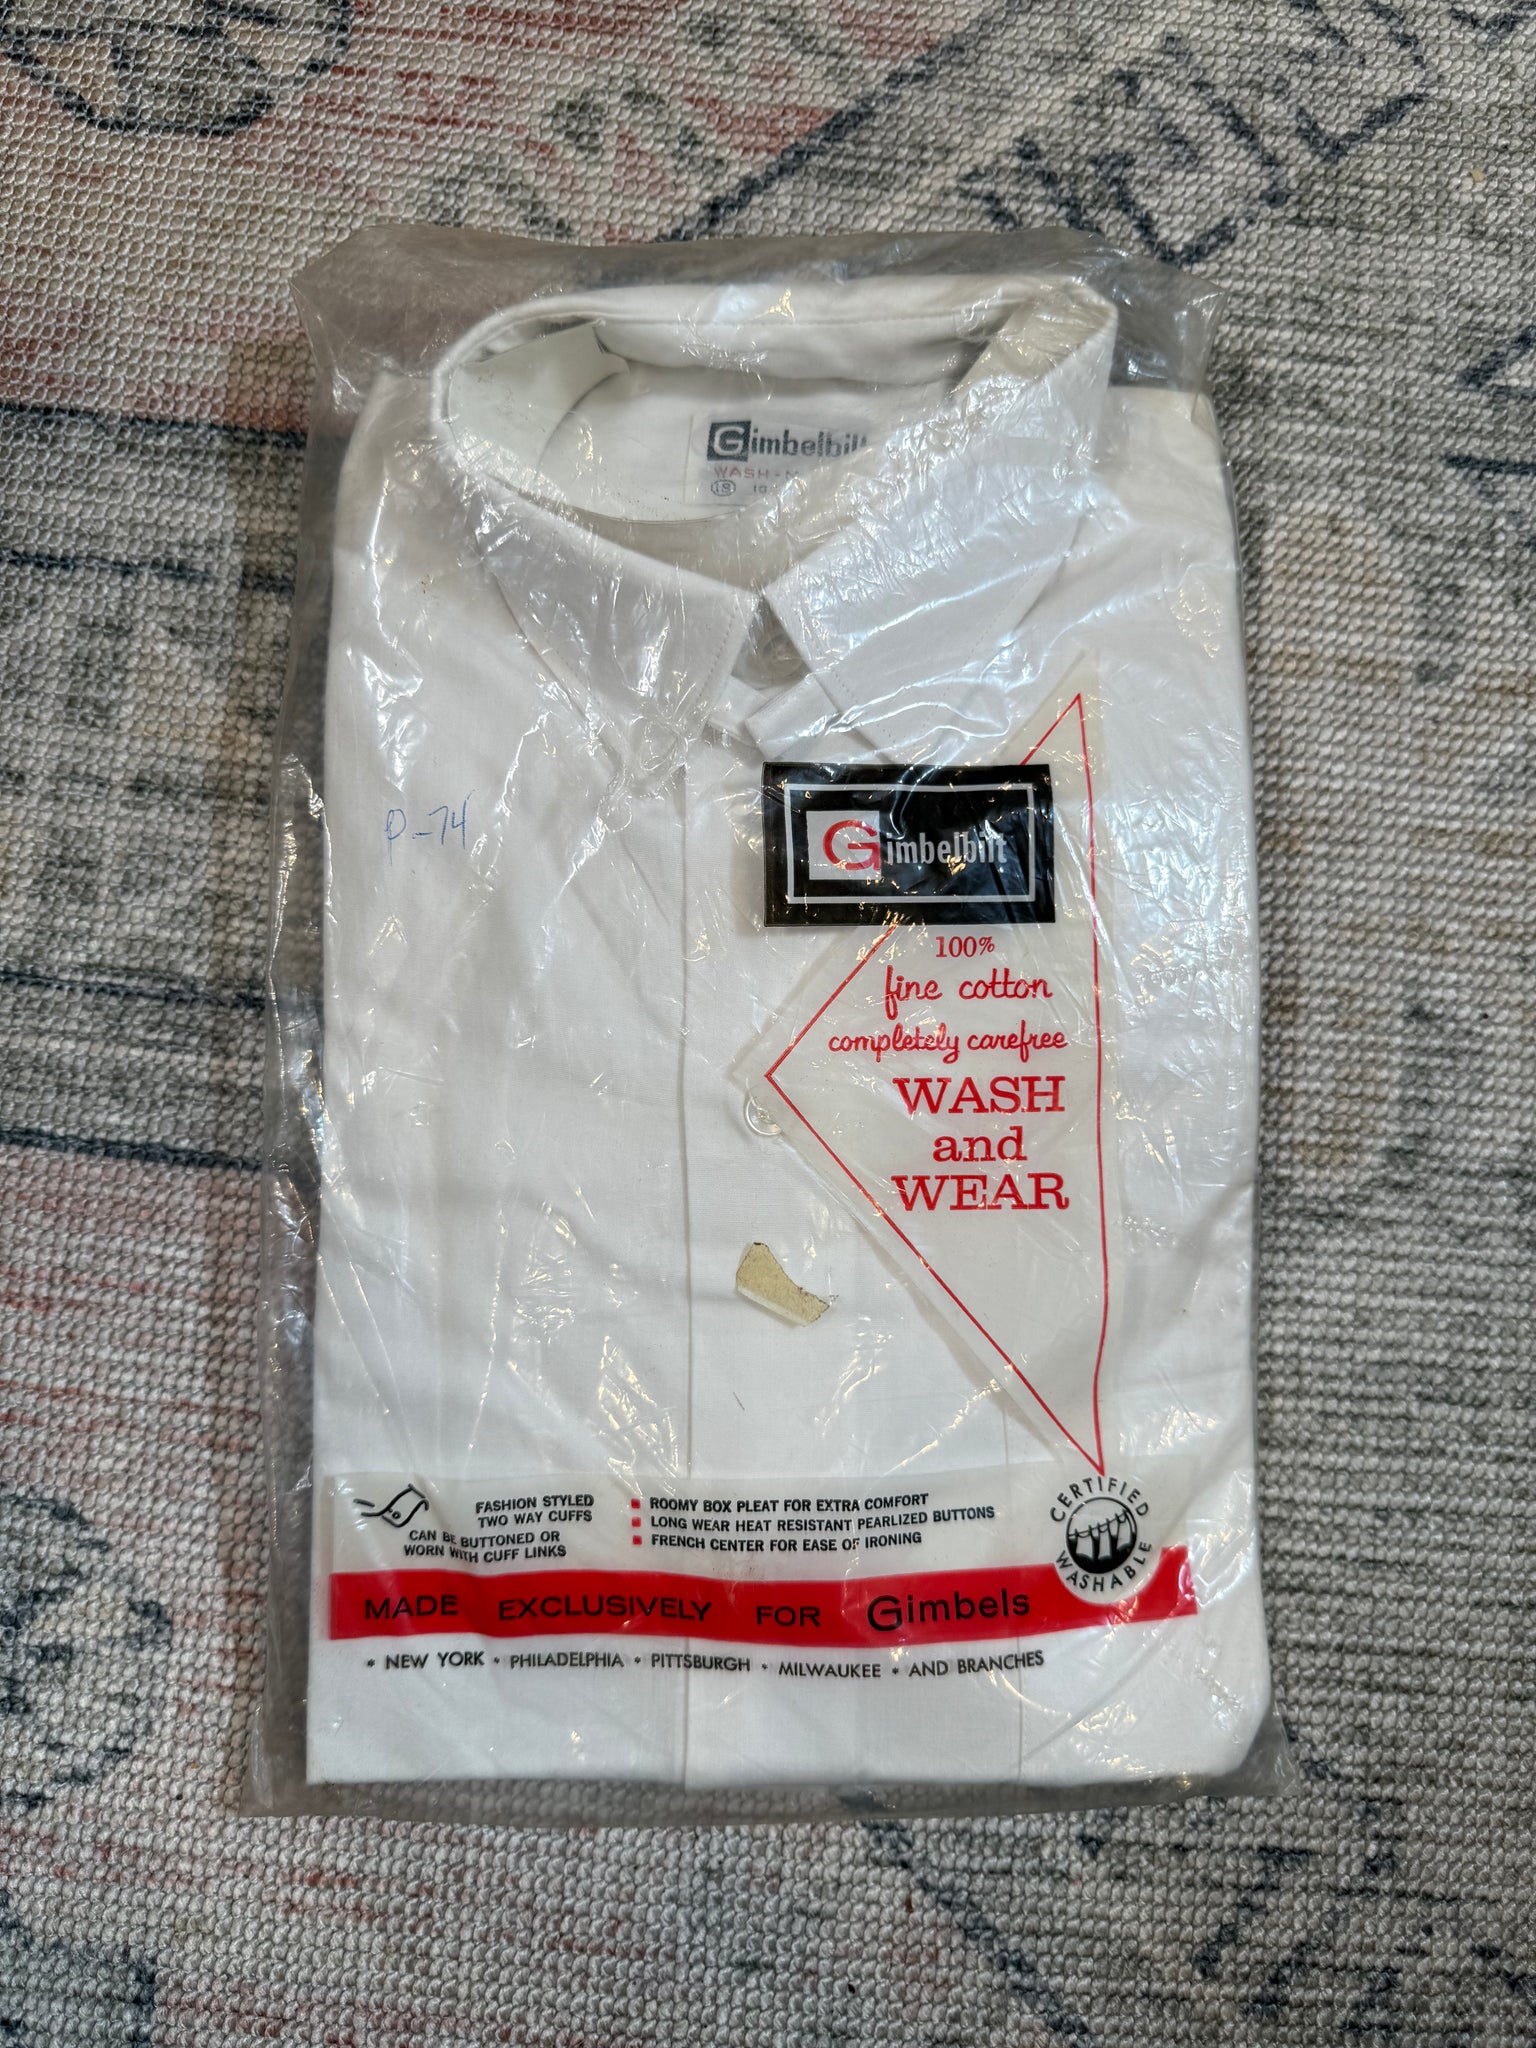 Gimbelbilt
P-74
Gimbelbilt
100%
fine cotton
completely carefree
WASH
and
WEAR
FASHION STYLED
TWO WAY CUFFS
CAN BE BUTTONED OR
WORN WITH CUFF LINKS
ROOMY BOX PLEAT FOR EXTRA COMFORT
LONG WEAR HEAT RESISTANT PEARLIZED BUTTONS
FRENCH CENTER FOR EASE OF IRONING
CERTIFIED
WASHABLE
MADE EXCLUSIVELY FOR Gimbels
• NEW YORK • PHILADELPHIA • PITTSBURGH • MILWAUKEE • AND BRANCHES